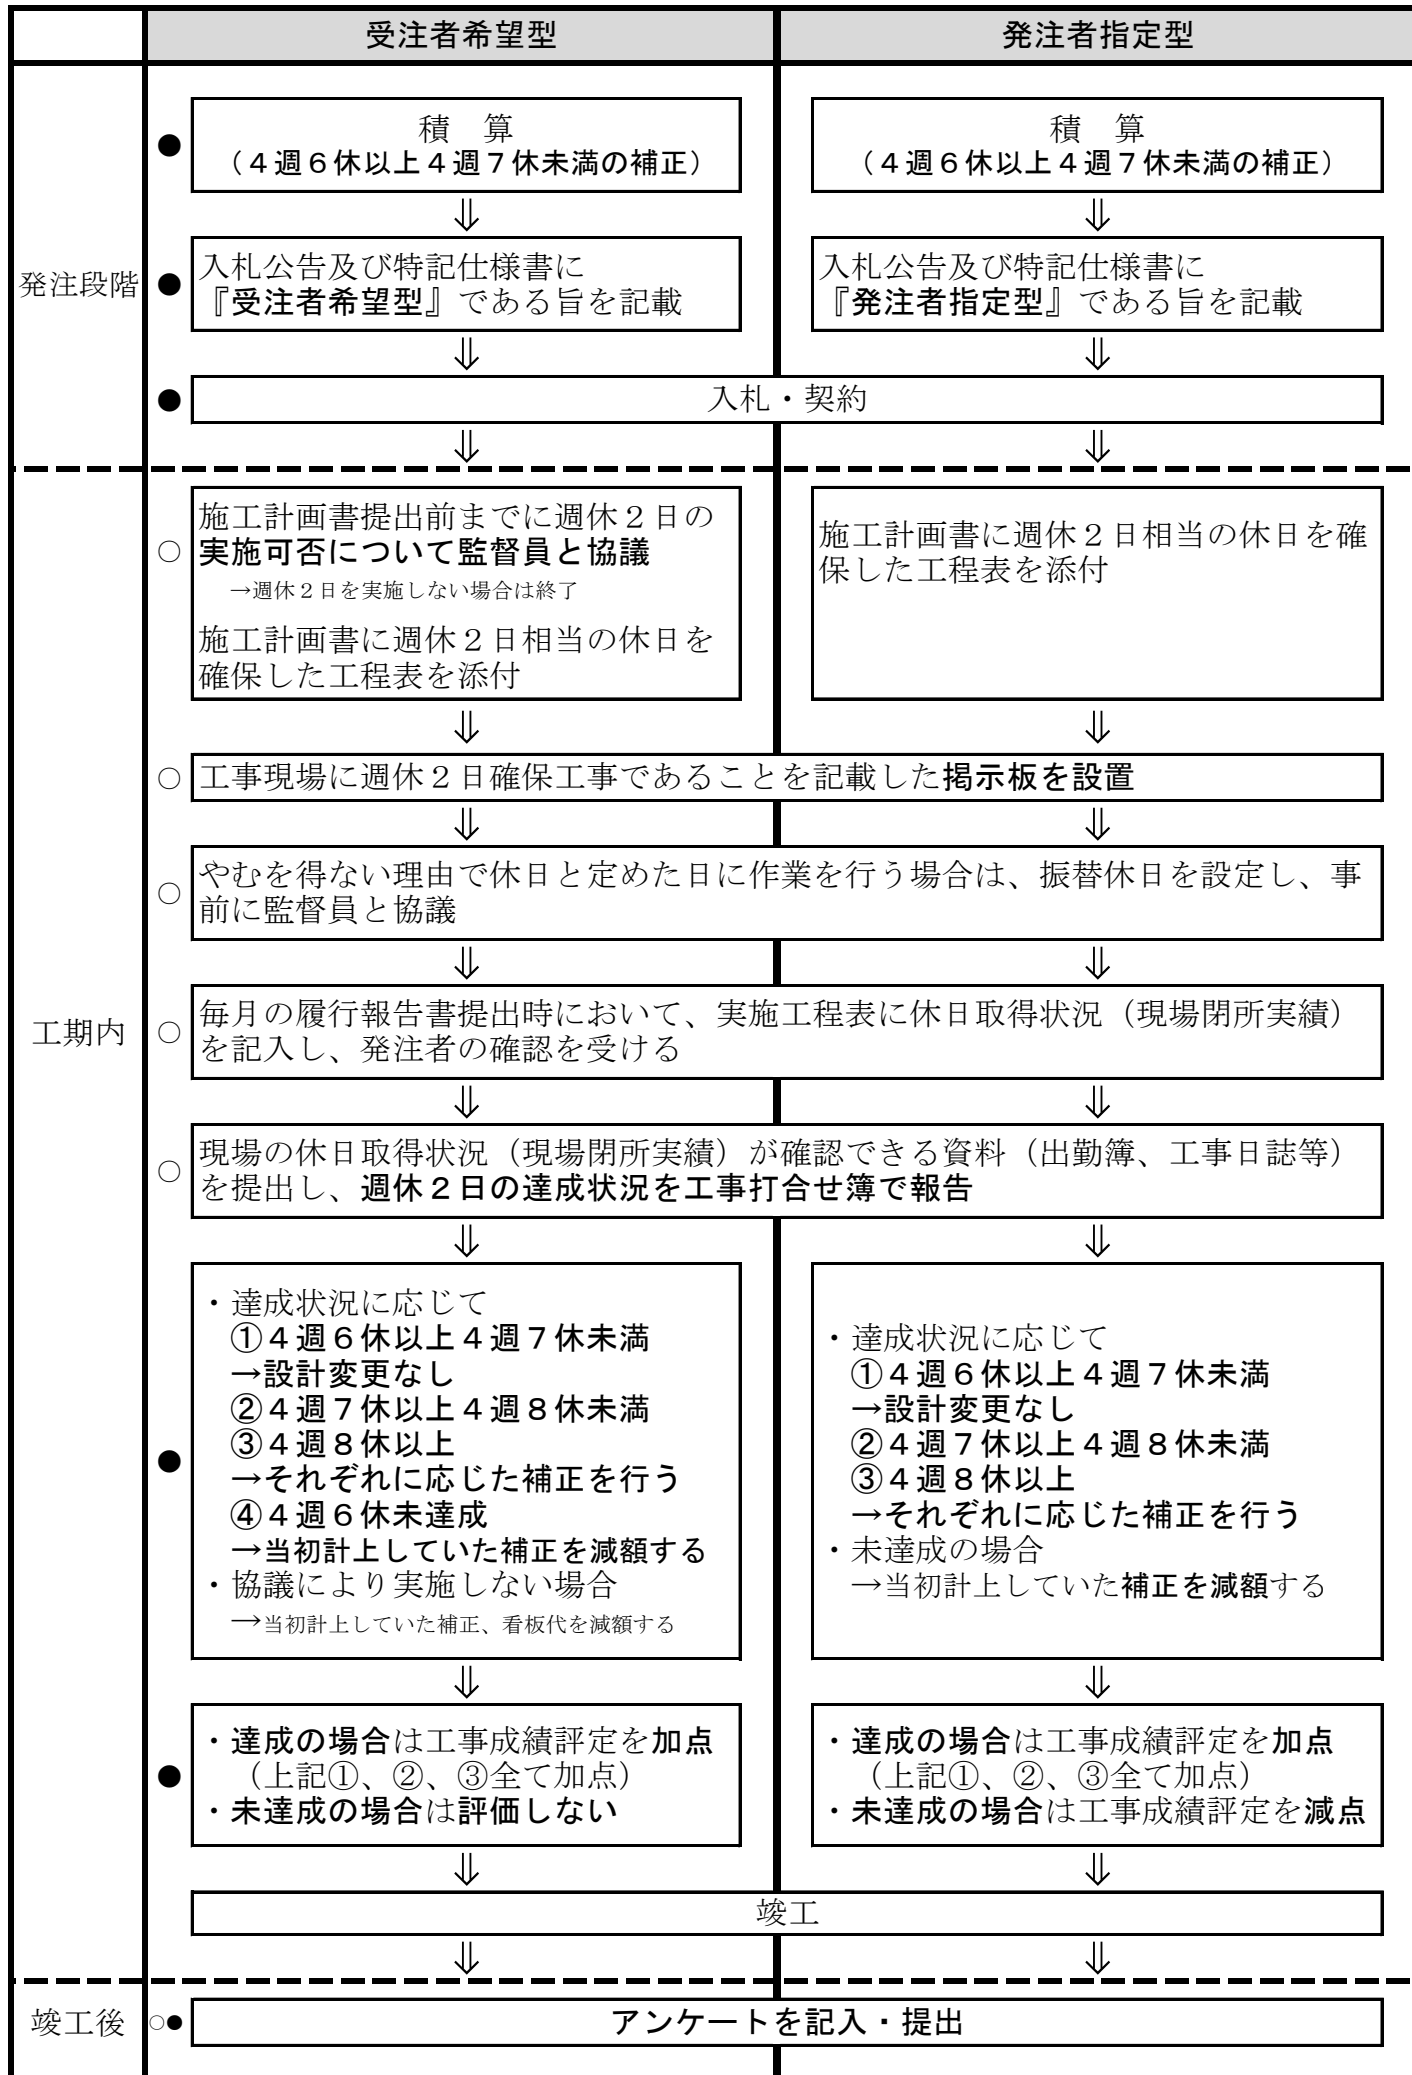 受注者希望型
発注者指定型
発注段階
●
積　算
（４週６休以上４週７休未満の補正）
積　算
（４週６休以上４週７休未満の補正）
⇓
⇓
●
入札公告及び特記仕様書に
『受注者希望型』である旨を記載
入札公告及び特記仕様書に
『発注者指定型』である旨を記載
⇓
⇓
●
入札・契約
⇓
⇓
工期内
○
施工計画書提出前までに週休２日の
実施可否について監督員と協議
→週休２日を実施しない場合は終了
施工計画書に週休２日相当の休日を
確保した工程表を添付
施工計画書に週休２日相当の休日を確
保した工程表を添付
⇓
⇓
○
工事現場に週休２日確保工事であることを記載した掲示板を設置
⇓
⇓
○
やむを得ない理由で休日と定めた日に作業を行う場合は、振替休日を設定し、事
前に監督員と協議
⇓
⇓
○
毎月の履行報告書提出時において、実施工程表に休日取得状況（現場閉所実績）
を記入し、発注者の確認を受ける
⇓
⇓
○
現場の休日取得状況（現場閉所実績）が確認できる資料（出勤簿、工事日誌等）
を提出し、週休２日の達成状況を工事打合せ簿で報告
⇓
⇓
●
・達成状況に応じて
①４週６休以上４週７休未満
→設計変更なし
②４週７休以上４週８休未満
③４週８休以上
→それぞれに応じた補正を行う
④４週６休未達成
→当初計上していた補正を減額する
・協議により実施しない場合
→当初計上していた補正、看板代を減額する
・達成状況に応じて
①４週６休以上４週７休未満
→設計変更なし
②４週７休以上４週８休未満
③４週８休以上
→それぞれに応じた補正を行う
・未達成の場合
→当初計上していた補正を減額する
⇓
⇓
●
・達成の場合は工事成績評定を加点
（上記①、②、③全て加点）
・未達成の場合は評価しない
・達成の場合は工事成績評定を加点
（上記①、②、③全て加点）
・未達成の場合は工事成績評定を減点
⇓
⇓
竣工
⇓
⇓
竣工後
○●
アンケートを記入・提出